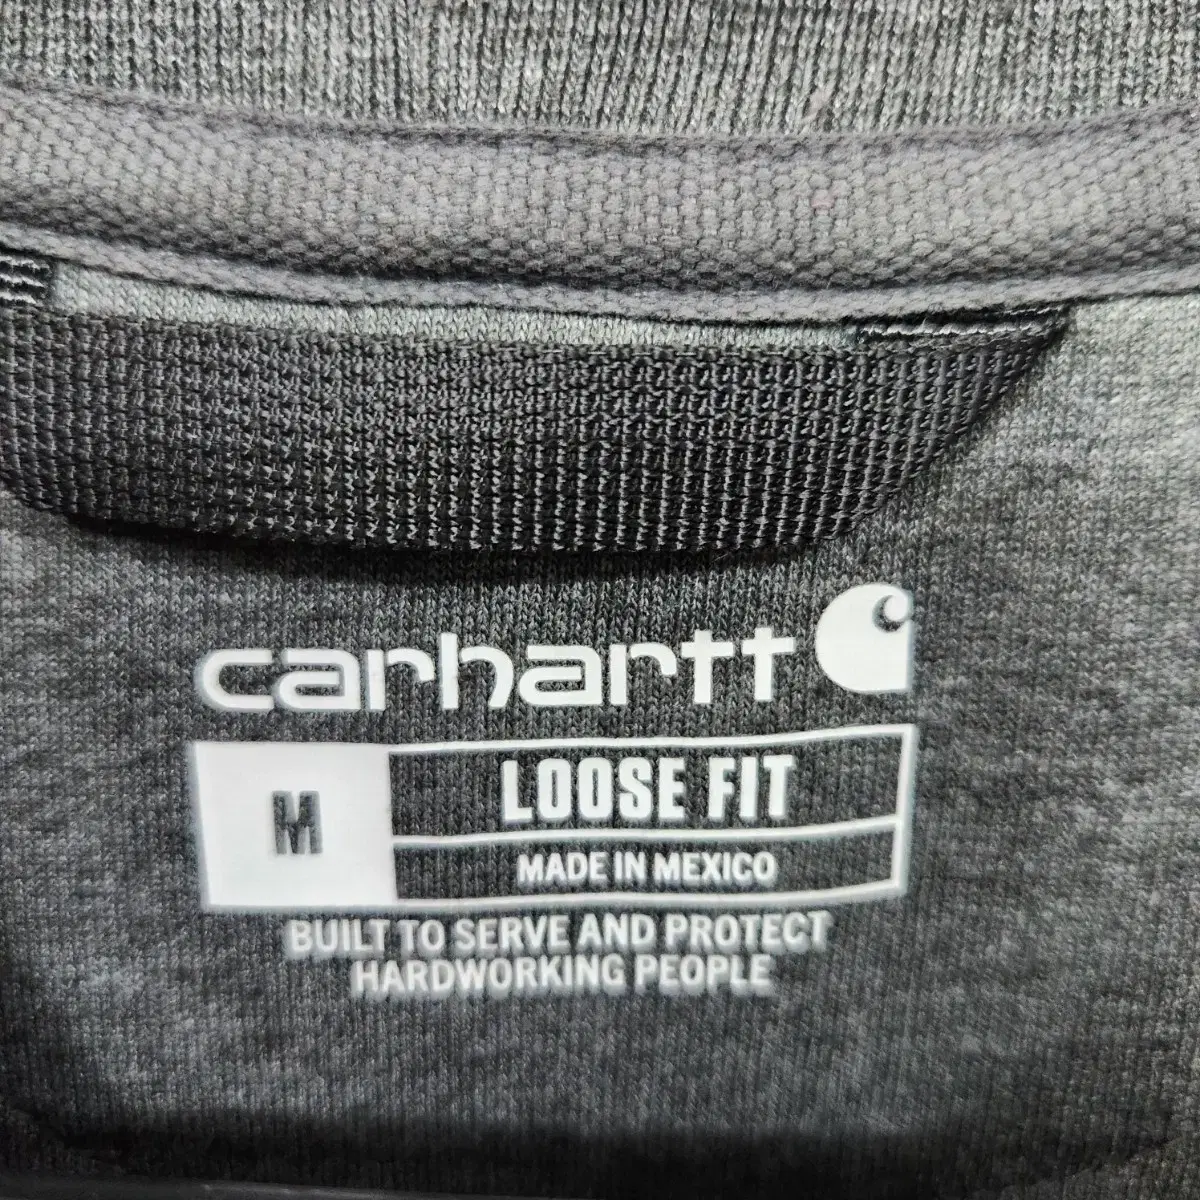 carhartt
M
LOOSE FIT
MADE IN MEXICO
BUILT TO SERVE AND PROTECT
HARDWORKING PEOPLE